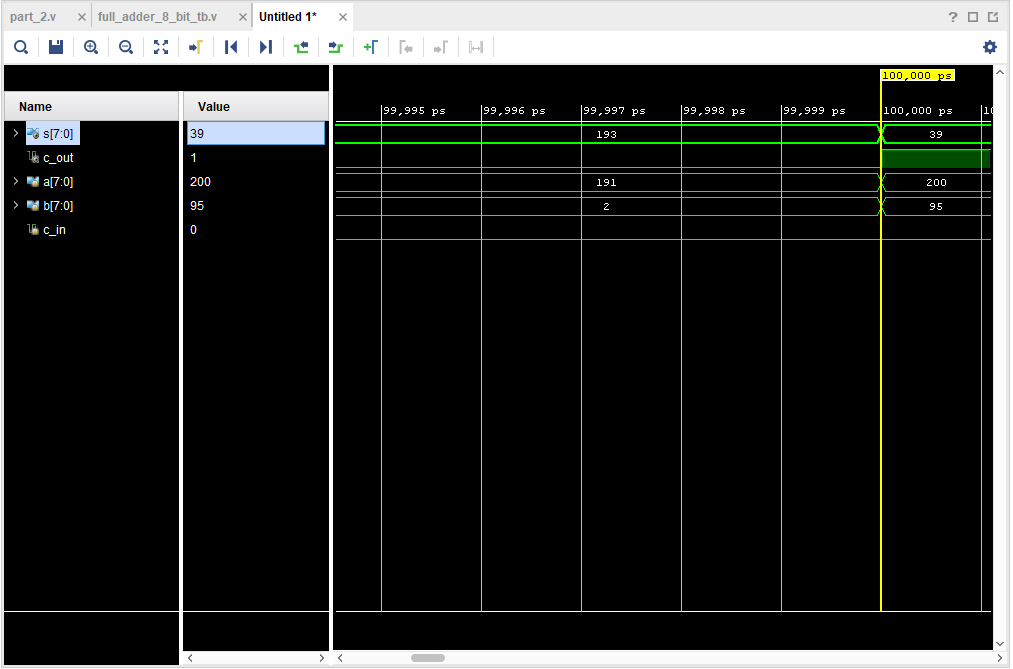 part_2.v × full_adder_8_bit_tb.v × Untitled 1* × ?
100,000 ps
Name Value 99,995 ps 99,996 ps 99,997 ps 99,998 ps 99,999 ps 100,000 ps 10
s[7:0] 39 193 39
c_out 1
a[7:0] 200 191 200
b[7:0] 95 2 95
c_in 0